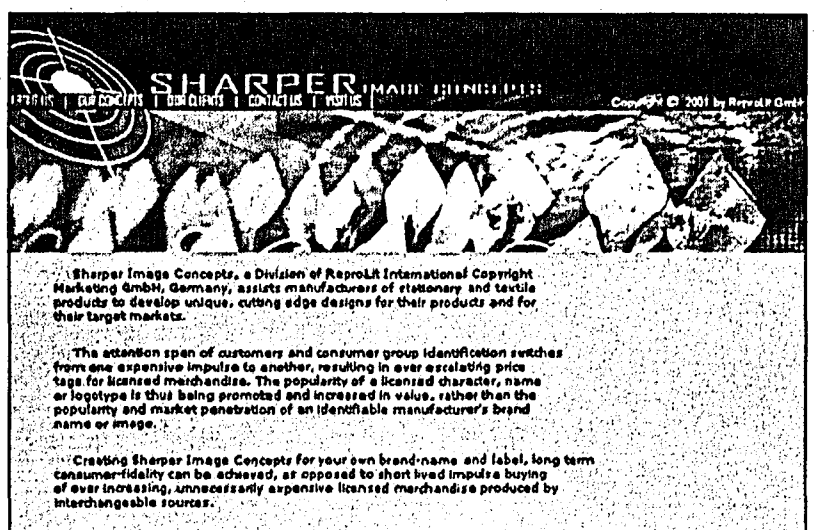 SHARPER IMAGE CONCEPTS
US | OUR CONCEPTS | OUR CLIENTS | CONTACT US | VISIT US |
Copyright © 2001 by ReproLit GmbH
Sharper Image Concepts, a Division of ReproLit International Copyright
Marketing GmbH, Germany, assists manufacturers of stationary and textile
products to develop unique, cutting edge designs for their products and for
their target markets.
The attention span of customers and consumer group identification switches
from one expensive impulse to another, resulting in ever escalating price
tags for licensed merchandise. The popularity of a licensed character, name
or logotype is thus being promoted and increased in value, rather than the
popularity and market penetration of an identifiable manufacturer's brand
name or image.
Creating Sharper Image Concepts for your own brand-name and label, long term
consumer-fidelity can be achieved, as opposed to short lived impulse buying
of ever increasing, unnecessarily expensive licensed merchandise produced by
interchangeable sources.